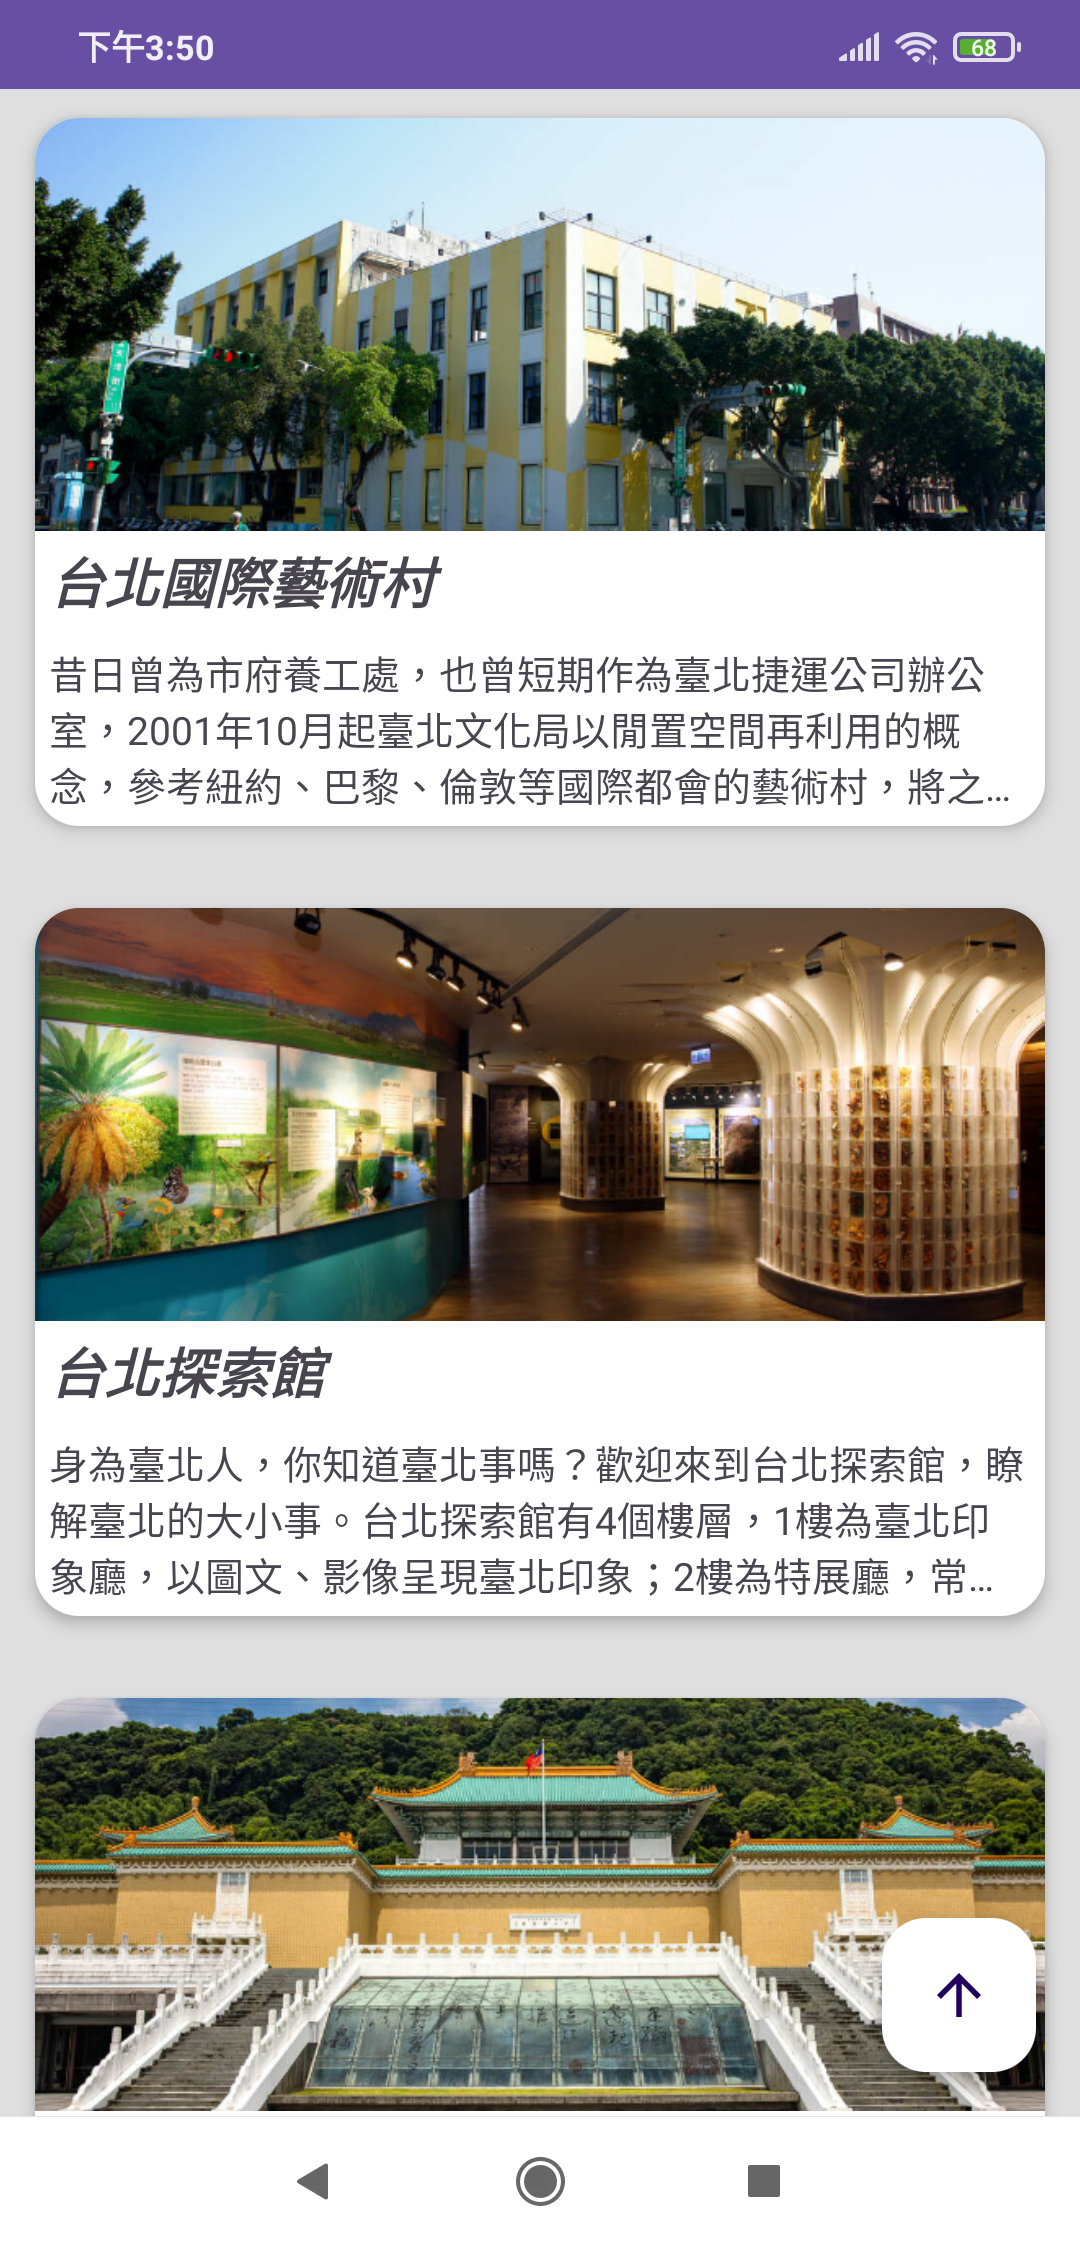 下午3:50
68
台北國際藝術村
昔日曾為市府養工處，也曾短期作為臺北捷運公司辦公
室，2001年10月起臺北文化局以閒置空間再利用的概
念，參考紐約、巴黎、倫敦等國際都會的藝術村，將之…
台北探索館
身為臺北人，你知道臺北事嗎？歡迎來到台北探索館，瞭
解臺北的大小事。台北探索館有4個樓層，1樓為臺北印
象廳，以圖文、影像呈現臺北印象；2樓為特展廳，常…